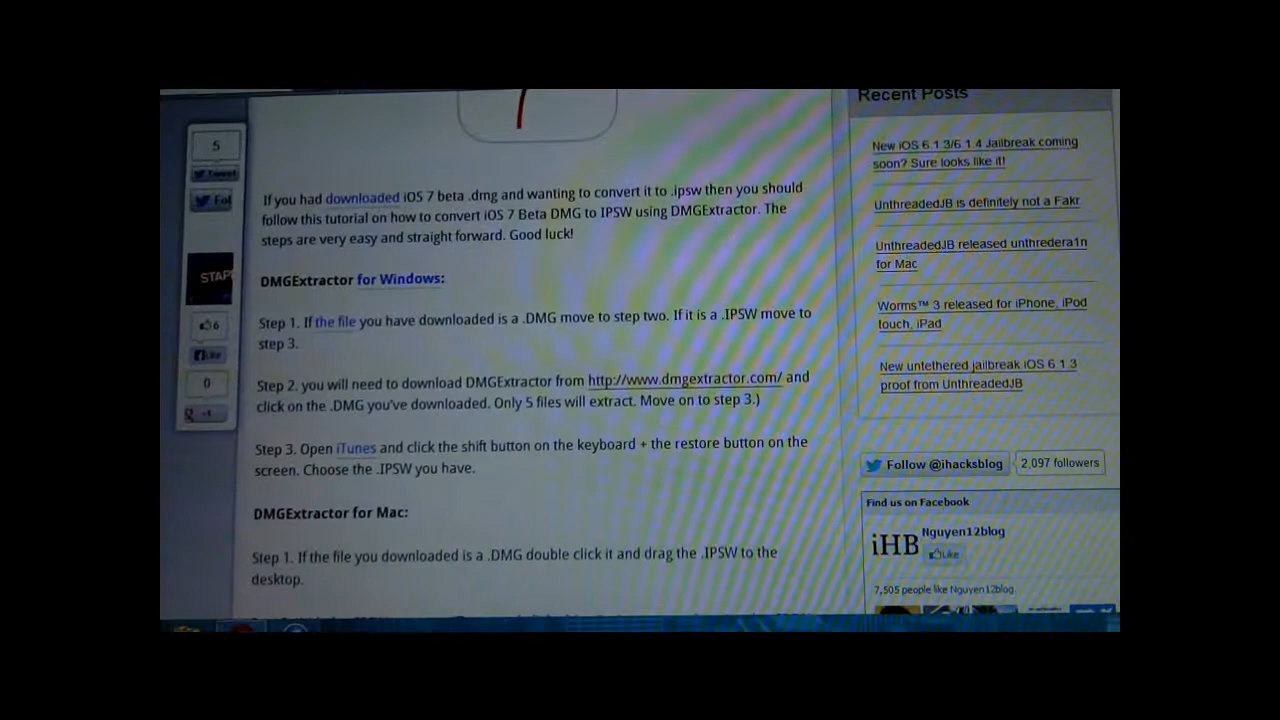 7
5
Tweet
Fol
STAP
6
Like
0
+1
If you had downloaded iOS 7 beta .dmg and wanting to convert it to .ipsw then you should
follow this tutorial on how to convert iOS 7 Beta DMG to IPSW using DMGExtractor. The
steps are very easy and straight forward. Good luck!
DMGExtractor for Windows:
Step 1. If the file you have downloaded is a .DMG move to step two. If it is a .IPSW move to
step 3.
Step 2. you will need to download DMGExtractor from http://www.dmgextractor.com/ and
click on the .DMG you've downloaded. Only 5 files will extract. Move on to step 3.)
Step 3. Open iTunes and click the shift button on the keyboard + the restore button on the
screen. Choose the .IPSW you have.
DMGExtractor for Mac:
Step 1. If the file you downloaded is a .DMG double click it and drag the .IPSW to the
desktop.
Recent Posts
New iOS 6.1.3/6.1.4 Jailbreak coming
soon? Sure looks like it!
UnthreadedJB is definitely not a Fakr
UnthreadedJB released unthredera1n
for Mac
Worms™ 3 released for iPhone, iPod
touch, iPad
New untethered jailbreak iOS 6.1.3
proof from UnthreadedJB
Follow @ihacksblog
2,097 followers
Find us on Facebook
iHB
Nguyen12blog
Like
7,505 people like Nguyen12blog.